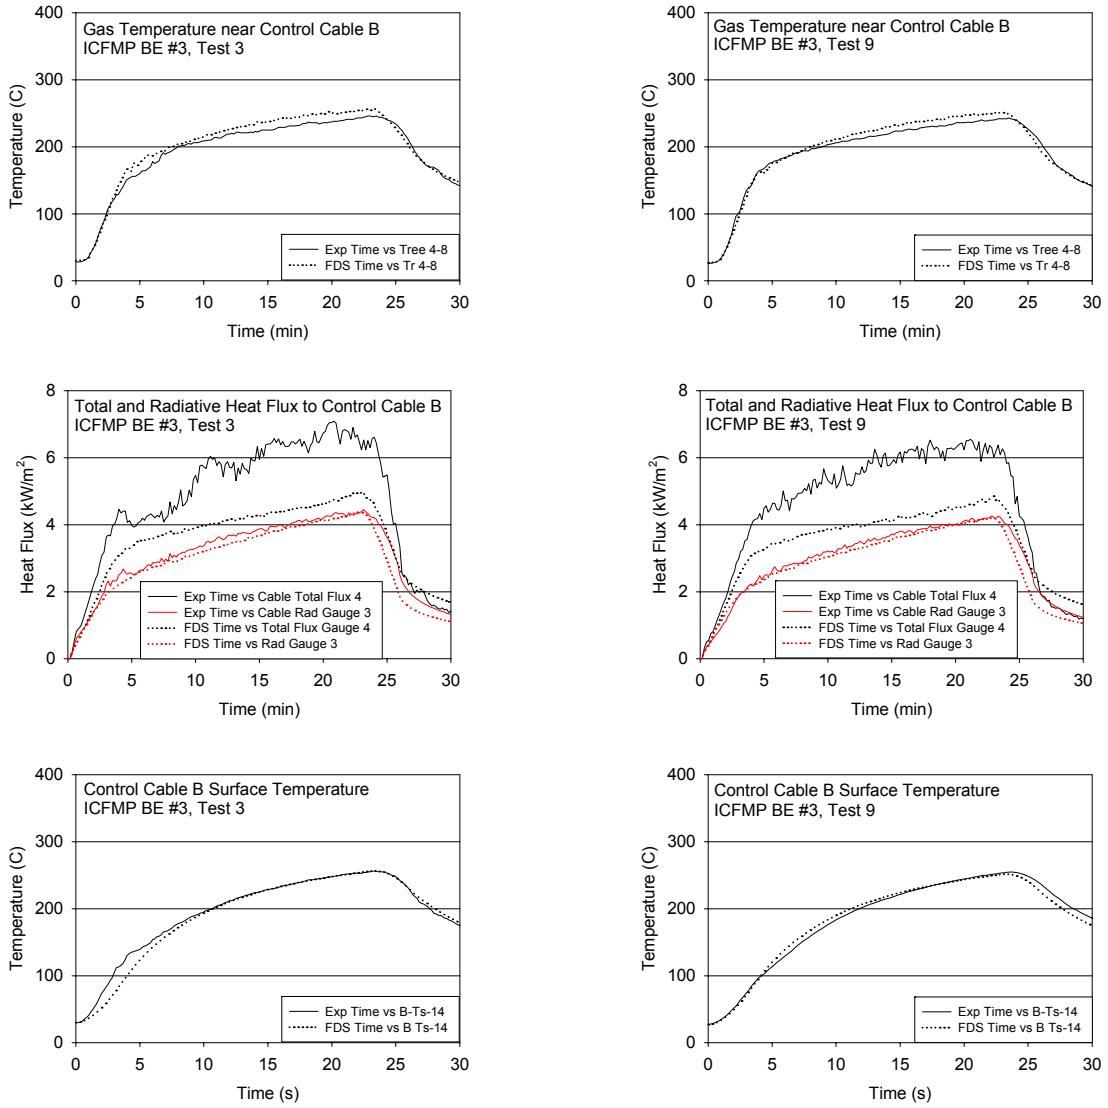 Gas Temperature near Control Cable B
ICFMP BE #3, Test 3
Temperature (C)
400
300
200
100
0
Exp Time vs Tree 4-8
FDS Time vs Tr 4-8
0 5 10 15 20 25 30
Time (min)
Gas Temperature near Control Cable B
ICFMP BE #3, Test 9
Temperature (C)
400
300
200
100
0
Exp Time vs Tree 4-8
FDS Time vs Tr 4-8
0 5 10 15 20 25 30
Time (min)
Total and Radiative Heat Flux to Control Cable B
ICFMP BE #3, Test 3
Heat Flux (kW/m²)
8
6
4
2
0
Exp Time vs Cable Total Flux 4
Exp Time vs Cable Rad Gauge 3
FDS Time vs Total Flux Gauge 4
FDS Time vs Rad Gauge 3
0 5 10 15 20 25 30
Time (min)
Total and Radiative Heat Flux to Control Cable B
ICFMP BE #3, Test 9
Heat Flux (kW/m²)
8
6
4
2
0
Exp Time vs Cable Total Flux 4
Exp Time vs Cable Rad Gauge 3
FDS Time vs Total Flux Gauge 4
FDS Time vs Rad Gauge 3
0 5 10 15 20 25 30
Time (min)
Control Cable B Surface Temperature
ICFMP BE #3, Test 3
Temperature (C)
400
300
200
100
0
Exp Time vs B-Ts-14
FDS Time vs B Ts-14
0 5 10 15 20 25 30
Time (s)
Control Cable B Surface Temperature
ICFMP BE #3, Test 9
Temperature (C)
400
300
200
100
0
Exp Time vs B-Ts-14
FDS Time vs B Ts-14
0 5 10 15 20 25 30
Time (s)